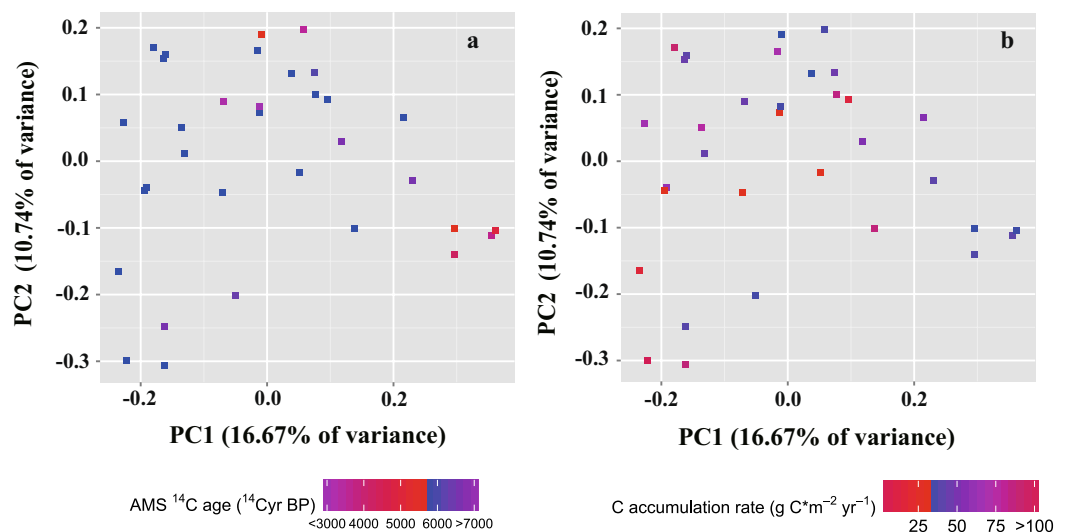 a
0.2
0.1
0.0
-0.1
-0.2
-0.3
PC2 (10.74% of variance)
-0.2 0.0 0.2
PC1 (16.67% of variance)
AMS ¹⁴C age (¹⁴Cyr BP)
<3000 4000 5000 6000 >7000
b
0.2
0.1
0.0
-0.1
-0.2
-0.3
PC2 (10.74% of variance)
-0.2 0.0 0.2
PC1 (16.67% of variance)
C accumulation rate (g C*m⁻² yr⁻¹)
25 50 75 >100